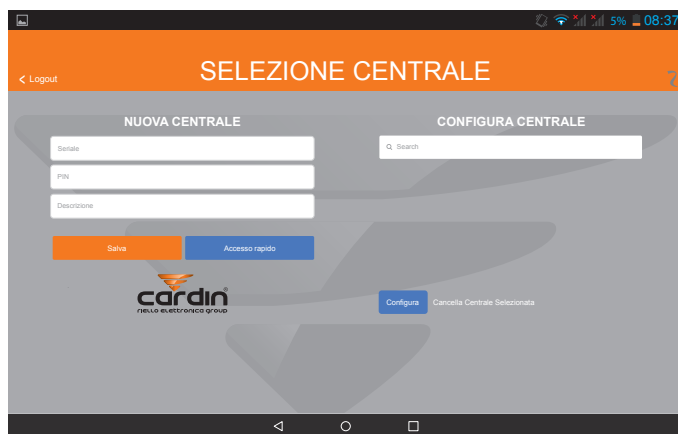 5% 08:37
Logout
SELEZIONE CENTRALE
?
NUOVA CENTRALE
Seriale
PIN
Descrizione
Salva
Accesso rapido
cardin
riello elettronica group
CONFIGURA CENTRALE
Search
Configura
Cancella Centrale Selezionata